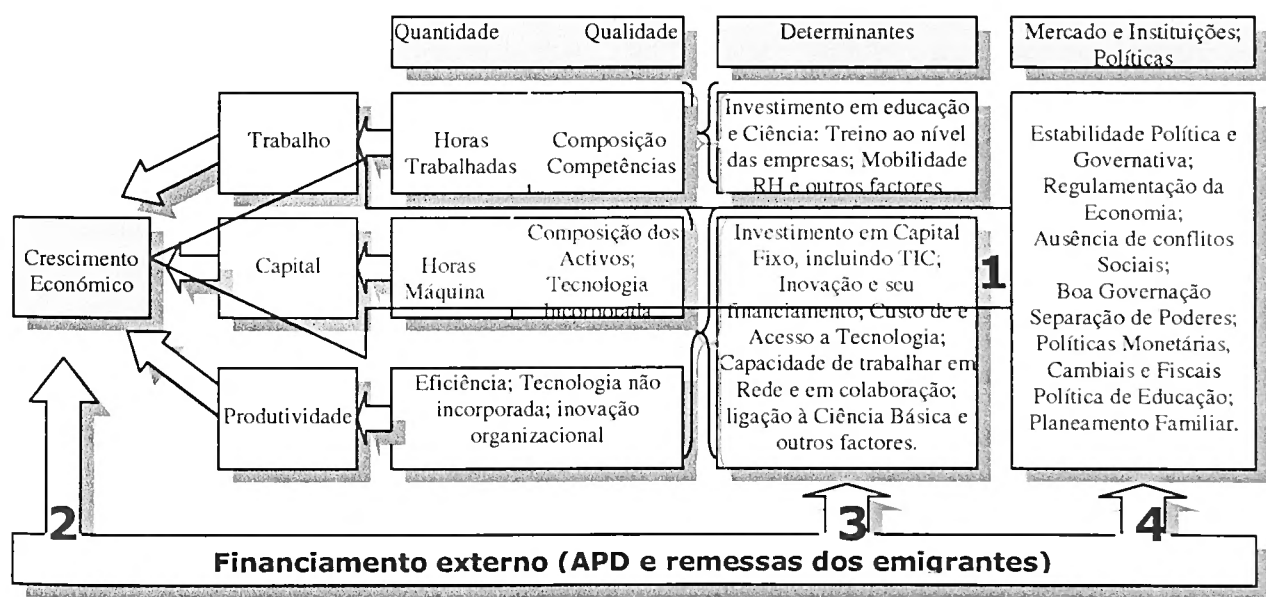 Quantidade Qualidade
Determinantes
Mercado e Instituições;
Políticas
Trabalho
Horas
Trabalhadas
Composição
Competências
Investimento em educação
e Ciência: Treino ao nível
das empresas; Mobilidade
RH e outros factores
Crescimento
Económico
Capital
Horas
Máquina
Composição dos
Activos;
Tecnologia
Incorporada
Investimento em Capital
Fixo, incluindo TIC;
Inovação e seu
financiamento; Custo de e
Acesso a Tecnologia;
Capacidade de trabalhar em
Rede e em colaboração;
ligação à Ciência Básica e
outros factores.
1
Estabilidade Política e
Governativa;
Regulamentação da
Economia;
Ausência de conflitos
Sociais;
Boa Governação
Separação de Poderes;
Políticas Monetárias,
Cambiais e Fiscais
Política de Educação;
Planeamento Familiar.
Produtividade
Eficiência; Tecnologia não
incorporada; inovação
organizacional
2
3
4
Financiamento externo (APD e remessas dos emigrantes)